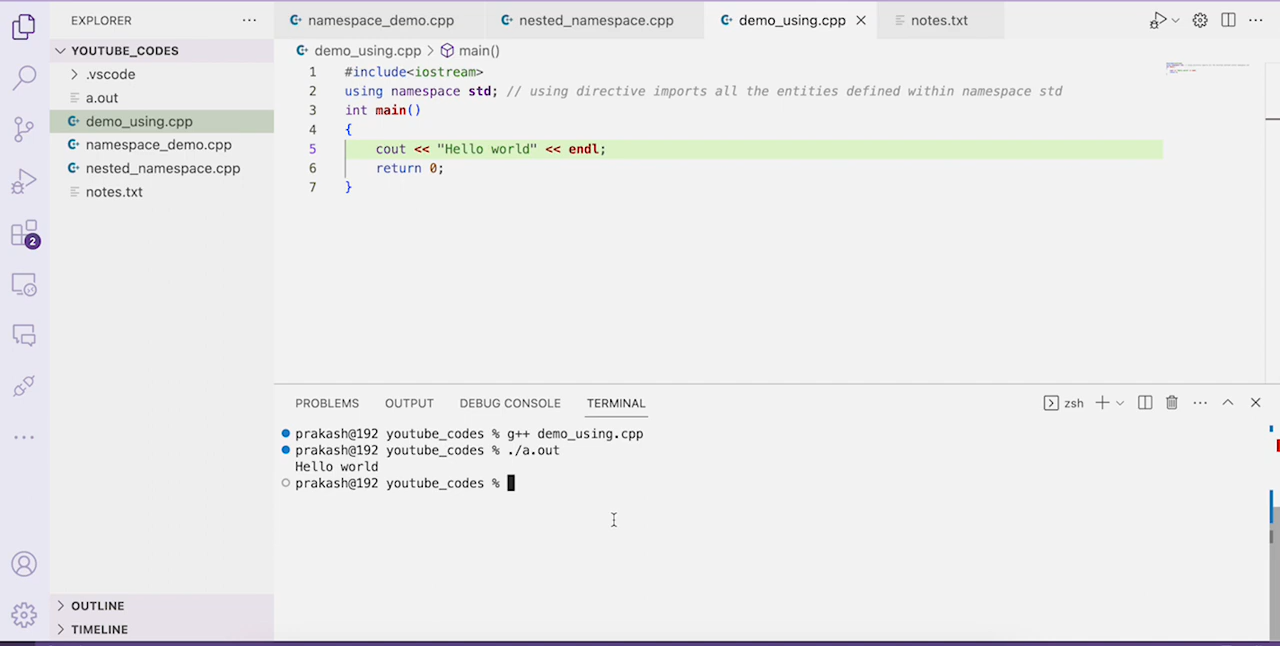 EXPLORER
YOUTUBE_CODES
.vscode
a.out
demo_using.cpp
namespace_demo.cpp
nested_namespace.cpp
notes.txt
2
OUTLINE
TIMELINE
namespace_demo.cpp nested_namespace.cpp demo_using.cpp notes.txt
demo_using.cpp > main()
1 #include<iostream>
2 using namespace std; // using directive imports all the entities defined within namespace std
3 int main()
4 {
5 cout << "Hello world" << endl;
6 return 0;
7 }
PROBLEMS OUTPUT DEBUG CONSOLE TERMINAL zsh
prakash@192 youtube_codes % g++ demo_using.cpp
prakash@192 youtube_codes % ./a.out
Hello world
prakash@192 youtube_codes %